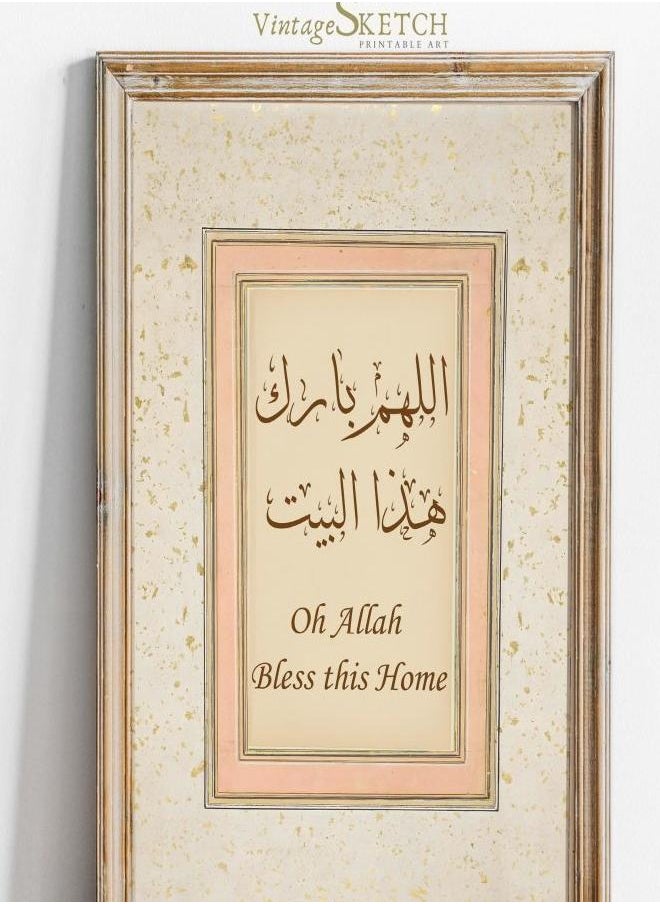 VintageSKETCH
PRINTABLE ART
اللهم بارك
هذا البيت
Oh Allah
Bless this Home